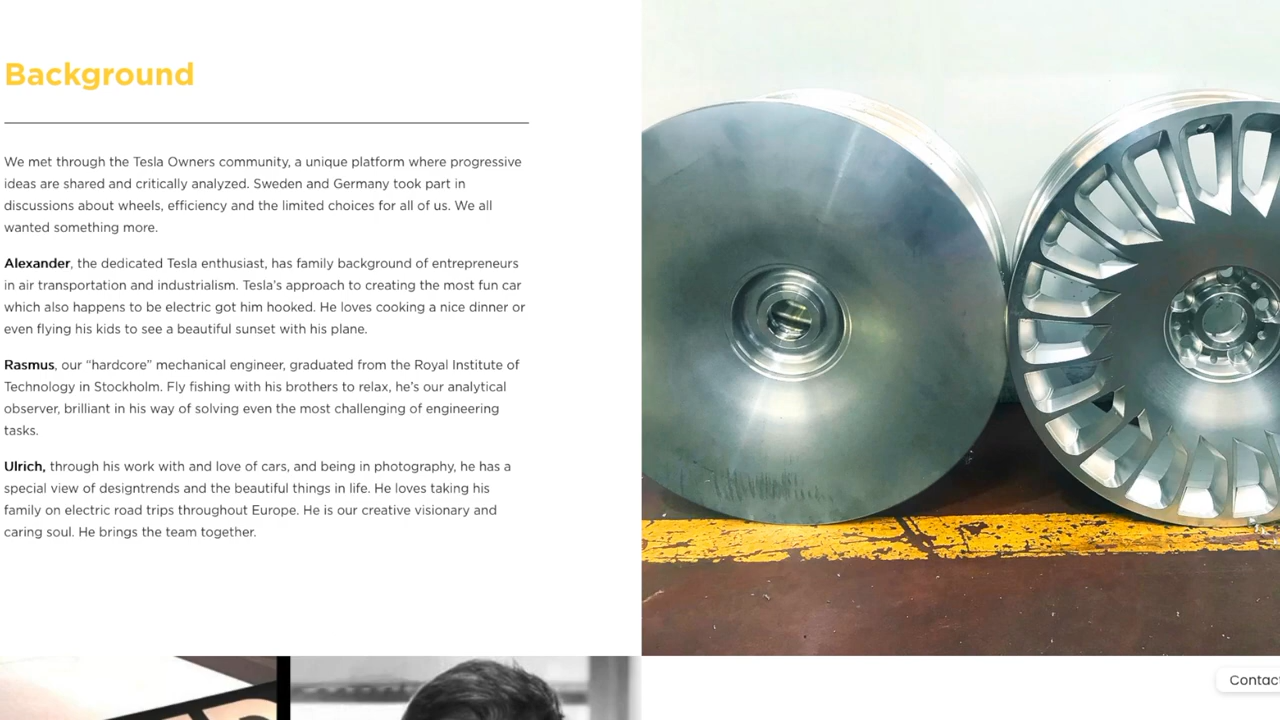 Background
We met through the Tesla Owners community, a unique platform where progressive
ideas are shared and critically analyzed. Sweden and Germany took part in
discussions about wheels, efficiency and the limited choices for all of us. We all
wanted something more.
Alexander, the dedicated Tesla enthusiast, has family background of entrepreneurs
in air transportation and industrialism. Tesla's approach to creating the most fun car
which also happens to be electric got him hooked. He loves cooking a nice dinner or
even flying his kids to see a beautiful sunset with his plane.
Rasmus, our “hardcore” mechanical engineer, graduated from the Royal Institute of
Technology in Stockholm. Fly fishing with his brothers to relax, he's our analytical
observer, brilliant in his way of solving even the most challenging of engineering
tasks.
Ulrich, through his work with and love of cars, and being in photography, he has a
special view of designtrends and the beautiful things in life. He loves taking his
family on electric road trips throughout Europe. He is our creative visionary and
caring soul. He brings the team together.
Contact